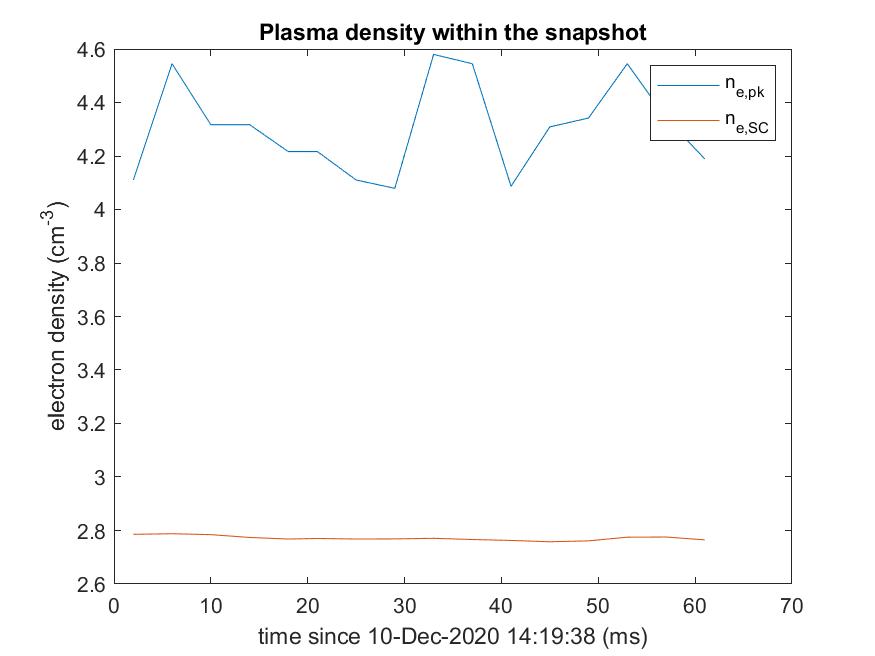 Plasma density within the snapshot
4.6
4.4
4.2
4
3.8
3.6
3.4
3.2
3
2.8
2.6
electron density (cm⁻³)
n_e,pk
n_e,SC
0 10 20 30 40 50 60 70
time since 10-Dec-2020 14:19:38 (ms)